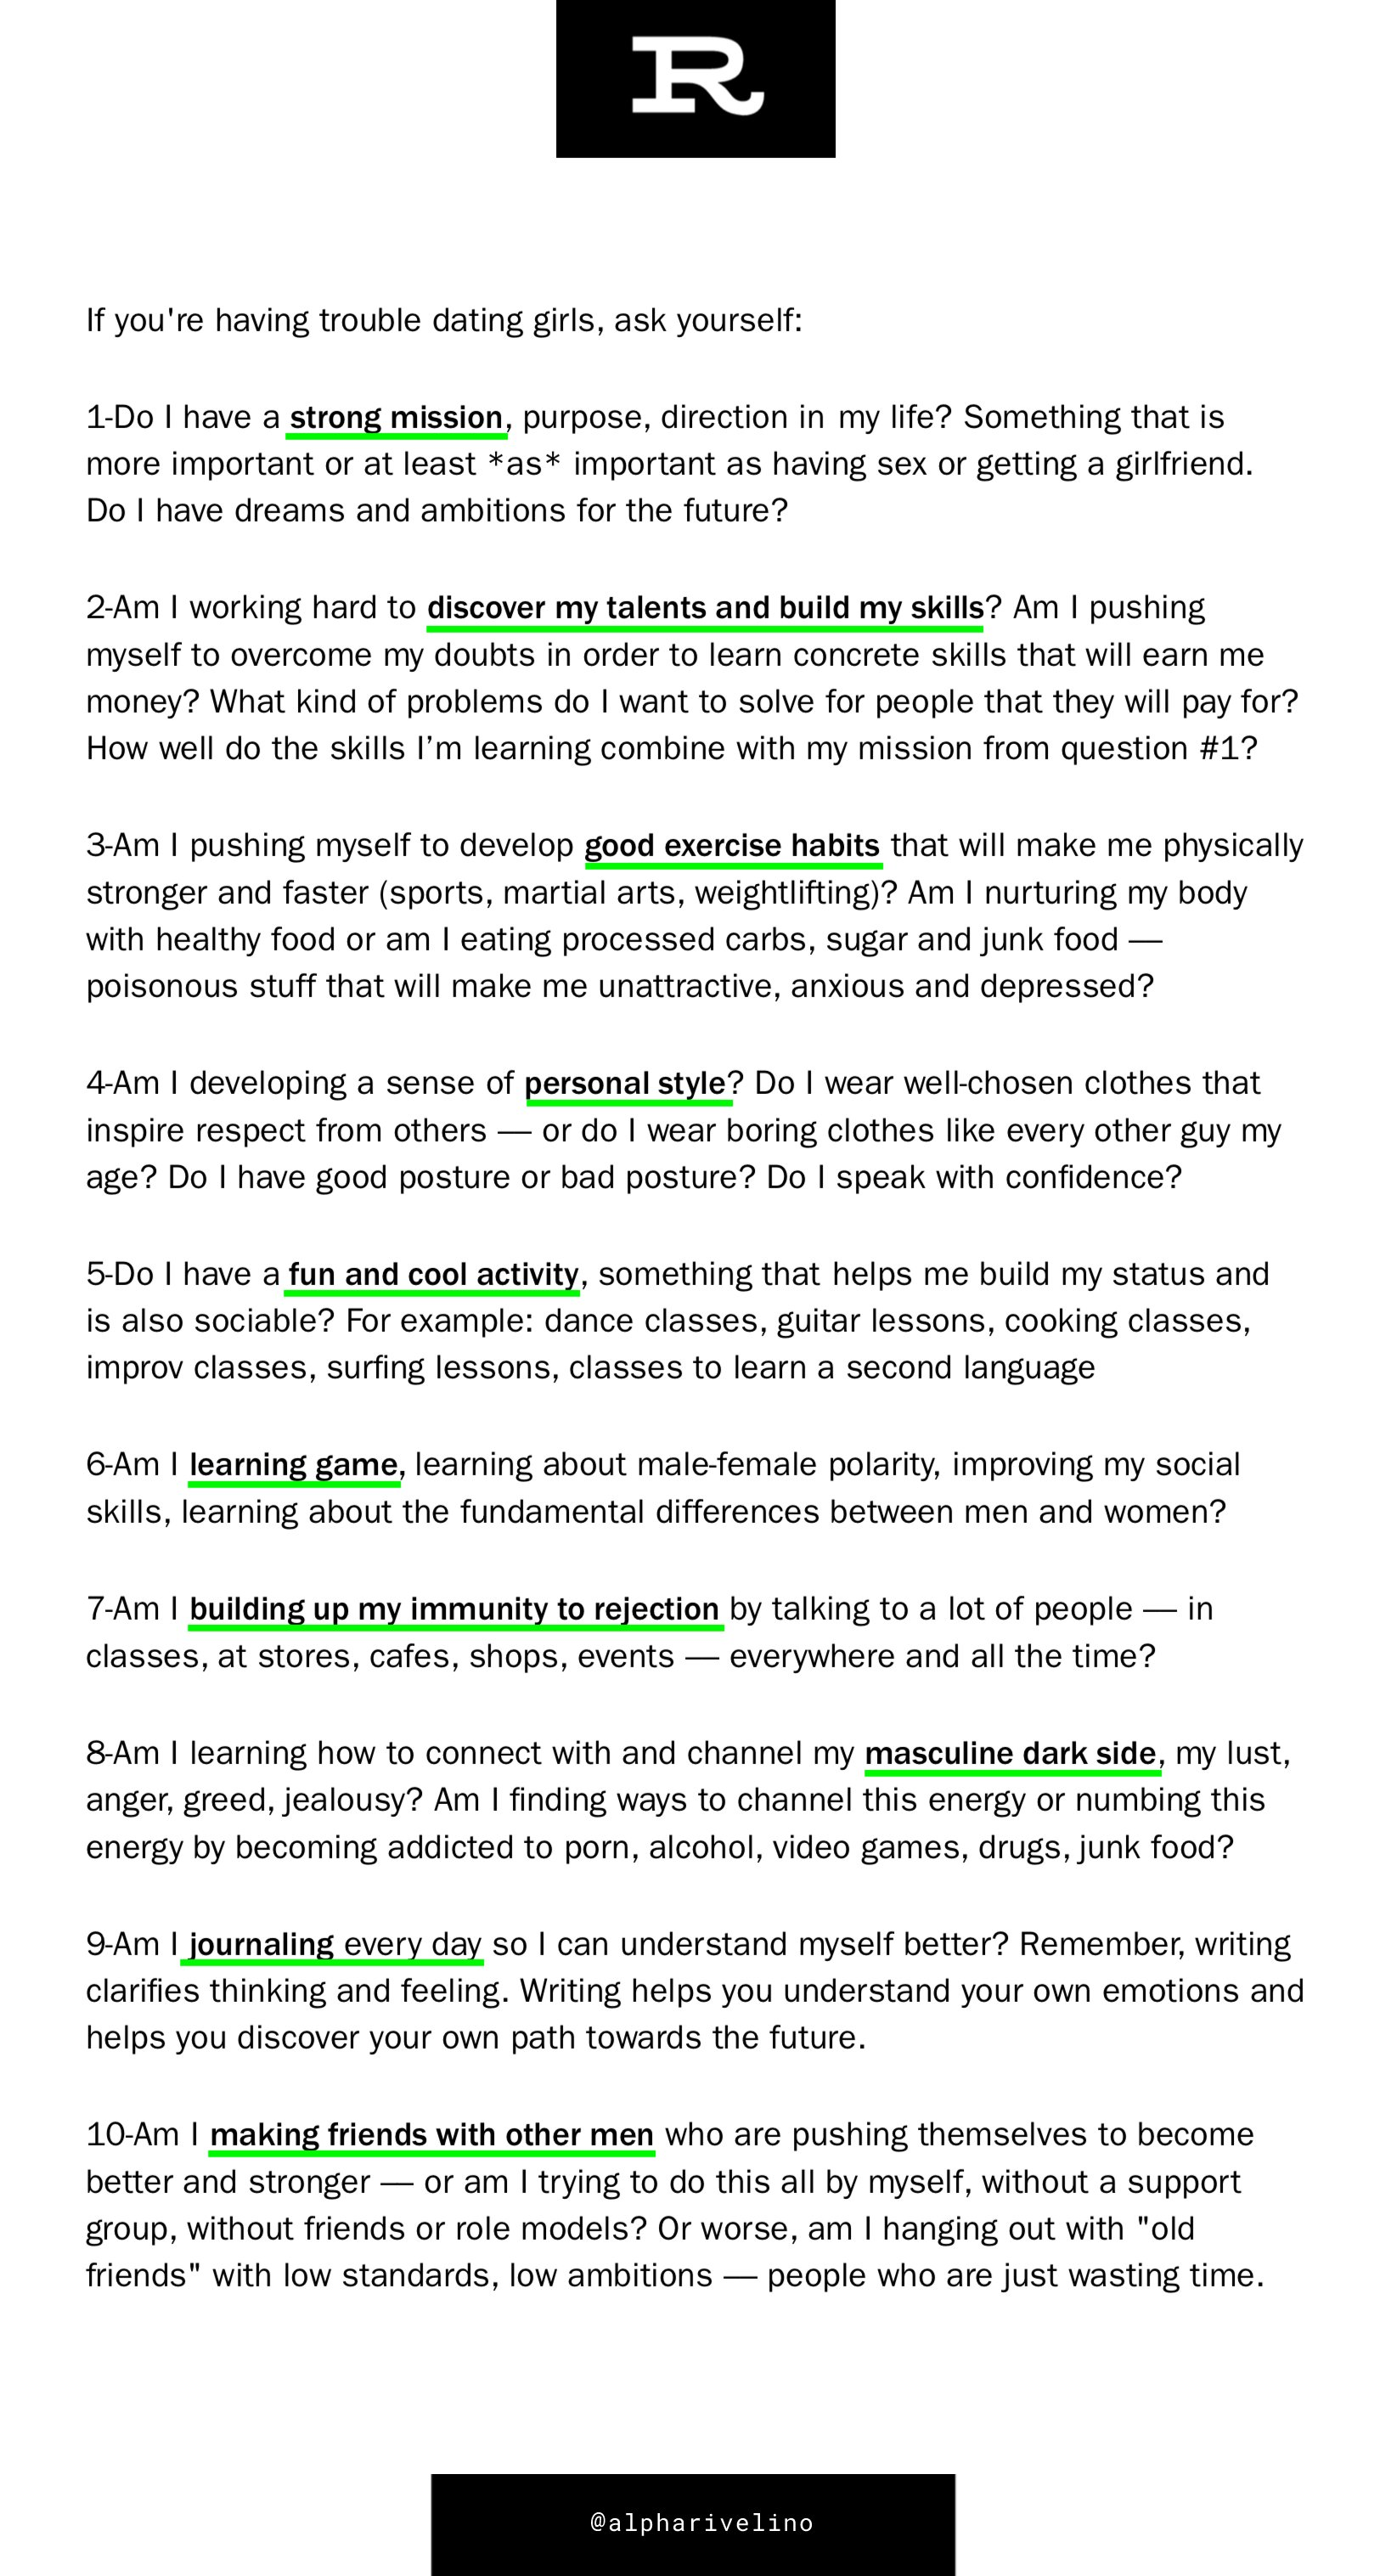 R
If you're having trouble dating girls, ask yourself:
1-Do I have a strong mission, purpose, direction in my life? Something that is
more important or at least *as* important as having sex or getting a girlfriend.
Do I have dreams and ambitions for the future?
2-Am I working hard to discover my talents and build my skills? Am I pushing
myself to overcome my doubts in order to learn concrete skills that will earn me
money? What kind of problems do I want to solve for people that they will pay for?
How well do the skills I’m learning combine with my mission from question #1?
3-Am I pushing myself to develop good exercise habits that will make me physically
stronger and faster (sports, martial arts, weightlifting)? Am I nurturing my body
with healthy food or am I eating processed carbs, sugar and junk food —
poisonous stuff that will make me unattractive, anxious and depressed?
4-Am I developing a sense of personal style? Do I wear well-chosen clothes that
inspire respect from others — or do I wear boring clothes like every other guy my
age? Do I have good posture or bad posture? Do I speak with confidence?
5-Do I have a fun and cool activity, something that helps me build my status and
is also sociable? For example: dance classes, guitar lessons, cooking classes,
improv classes, surfing lessons, classes to learn a second language
6-Am I learning game, learning about male-female polarity, improving my social
skills, learning about the fundamental differences between men and women?
7-Am I building up my immunity to rejection by talking to a lot of people — in
classes, at stores, cafes, shops, events — everywhere and all the time?
8-Am I learning how to connect with and channel my masculine dark side, my lust,
anger, greed, jealousy? Am I finding ways to channel this energy or numbing this
energy by becoming addicted to porn, alcohol, video games, drugs, junk food?
9-Am I journaling every day so I can understand myself better? Remember, writing
clarifies thinking and feeling. Writing helps you understand your own emotions and
helps you discover your own path towards the future.
10-Am I making friends with other men who are pushing themselves to become
better and stronger — or am I trying to do this all by myself, without a support
group, without friends or role models? Or worse, am I hanging out with "old
friends" with low standards, low ambitions — people who are just wasting time.
@alpharivelino